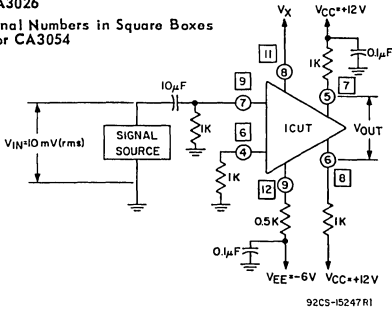 A3026
nal Numbers in Square Boxes
or CA3054
VX
VCC=+12V
11
0.1µF
1K
10µF
9
8
7
7
5
VIN=10 mV(rms)
SIGNAL
SOURCE
1K
6
ICUT
VOUT
4
6
1K
12
9
8
0.5K
1K
0.1µF
VEE=-6V
VCC=+12V
92CS-15247R1